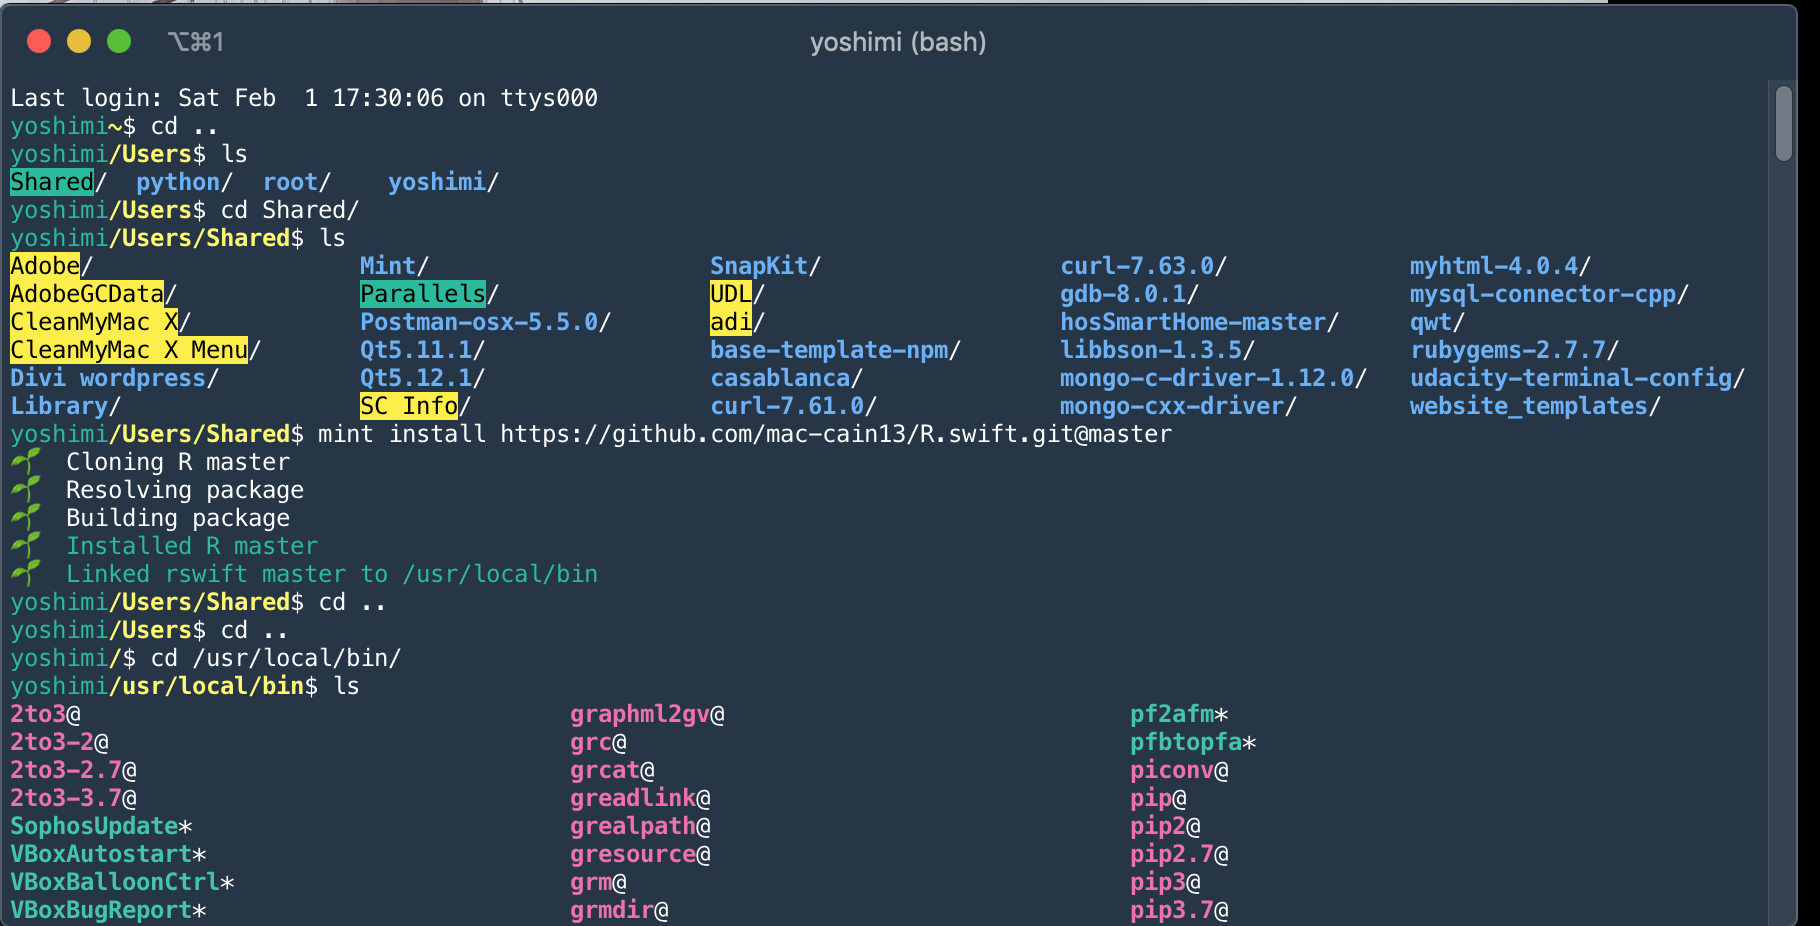 ⌥⌘1
yoshimi (bash)
Last login: Sat Feb  1 17:30:06 on ttys000
yoshimi~$ cd ..
yoshimi/Users$ ls
Shared/  python/  root/    yoshimi/
yoshimi/Users$ cd Shared/
yoshimi/Users/Shared$ ls
Adobe/                   Mint/                    SnapKit/                 curl-7.63.0/             myhtml-4.0.4/
AdobeGCData/             Parallels/               UDL/                     gdb-8.0.1/               mysql-connector-cpp/
CleanMyMac X/            Postman-osx-5.5.0/       adi/                     hosSmartHome-master/     qwt/
CleanMyMac X Menu/       Qt5.11.1/                base-template-npm/       libbson-1.3.5/           rubygems-2.7.7/
Divi wordpress/          Qt5.12.1/                casablanca/              mongo-c-driver-1.12.0/   udacity-terminal-config/
Library/                 SC Info/                 curl-7.61.0/             mongo-cxx-driver/        website_templates/
yoshimi/Users/Shared$ mint install https://github.com/mac-cain13/R.swift.git@master
🌱  Cloning R master
🌱  Resolving package
🌱  Building package
🌱  Installed R master
🌱  Linked rswift master to /usr/local/bin
yoshimi/Users/Shared$ cd ..
yoshimi/Users$ cd ..
yoshimi/$ cd /usr/local/bin/
yoshimi/usr/local/bin$ ls
2to3@                                   graphml2gv@                             pf2afm*
2to3-2@                                 grc@                                    pfbtopfa*
2to3-2.7@                               grcat@                                  piconv@
2to3-3.7@                               greadlink@                              pip@
SophosUpdate*                           grealpath@                              pip2@
VBoxAutostart*                          gresource@                              pip2.7@
VBoxBalloonCtrl*                        grm@                                    pip3@
VBoxBugReport*                          grmdir@                                 pip3.7@